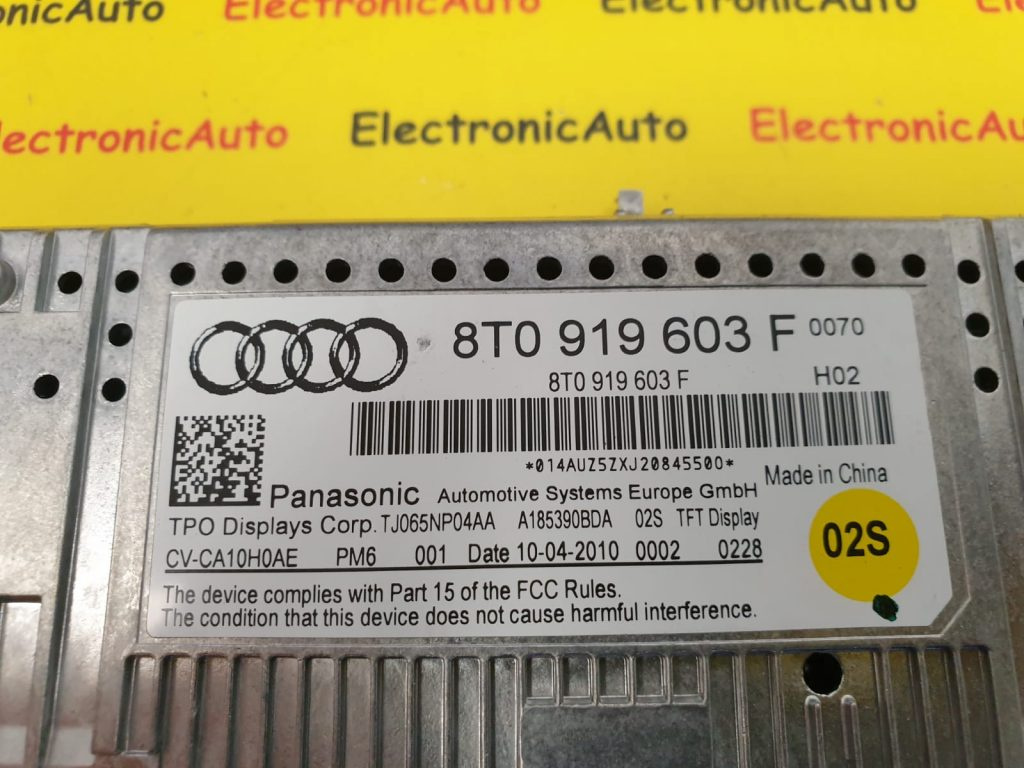 onicAuto ElectronicAuto Elec
lectronicAuto ElectronicAuto ElectronicAu
8T0 919 603 F 0070
8T0 919 603 F H02
*014AUZ5ZXJ20845500*
Made in China
Panasonic Automotive Systems Europe GmbH
TPO Displays Corp. TJ065NP04AA A185390BDA 02S TFT Display
CV-CA10H0AE PM6 001 Date 10-04-2010 0002 0228
02S
The device complies with Part 15 of the FCC Rules.
The condition that this device does not cause harmful interference.